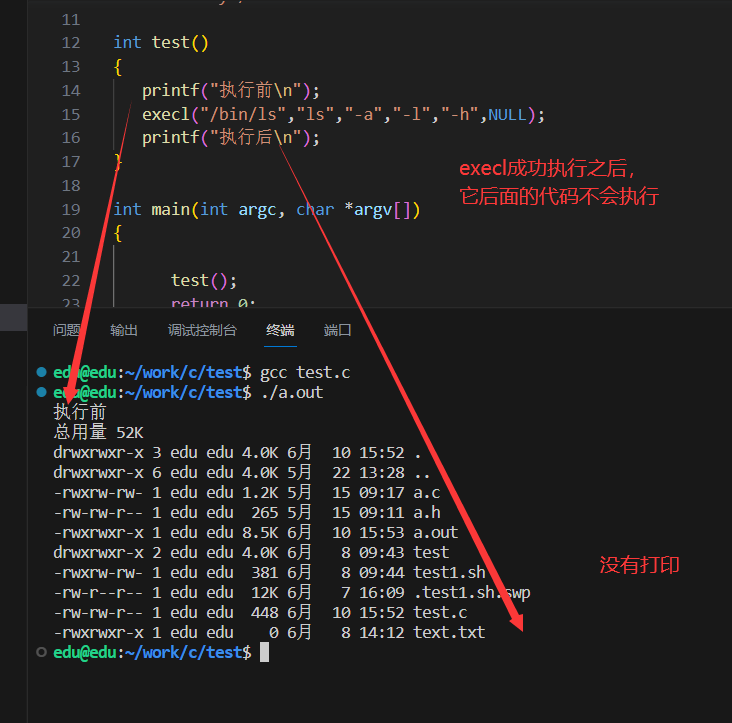 11
12 int test()
13 {
14 printf("执行前\n");
15 execl("/bin/ls","ls","-a","-l","-h",NULL);
16 printf("执行后\n");
17 }
18
19 int main(int argc, char *argv[])
20 {
21
22 test();
23 return 0;
execl成功执行之后，
它后面的代码不会执行
问题 输出 调试控制台 终端 端口
edu@edu:~/work/c/test$ gcc test.c
edu@edu:~/work/c/test$ ./a.out
执行前
总用量 52K
drwxrwxr-x 3 edu edu 4.0K 6月 10 15:52 .
drwxrwxr-x 6 edu edu 4.0K 5月 22 13:28 ..
-rwxrw-rw- 1 edu edu 1.2K 5月 15 09:17 a.c
-rw-rw-r-- 1 edu edu 265 5月 15 09:11 a.h
-rwxrwxr-x 1 edu edu 8.5K 6月 10 15:53 a.out
drwxrwxr-x 2 edu edu 4.0K 6月 8 09:43 test
-rwxrw-rw- 1 edu edu 381 6月 8 09:44 test1.sh
-rw-r--r-- 1 edu edu 12K 6月 7 16:09 .test1.sh.swp
-rw-rw-r-- 1 edu edu 448 6月 10 15:52 test.c
-rwxrwxr-x 1 edu edu 0 6月 8 14:12 text.txt
edu@edu:~/work/c/test$
没有打印